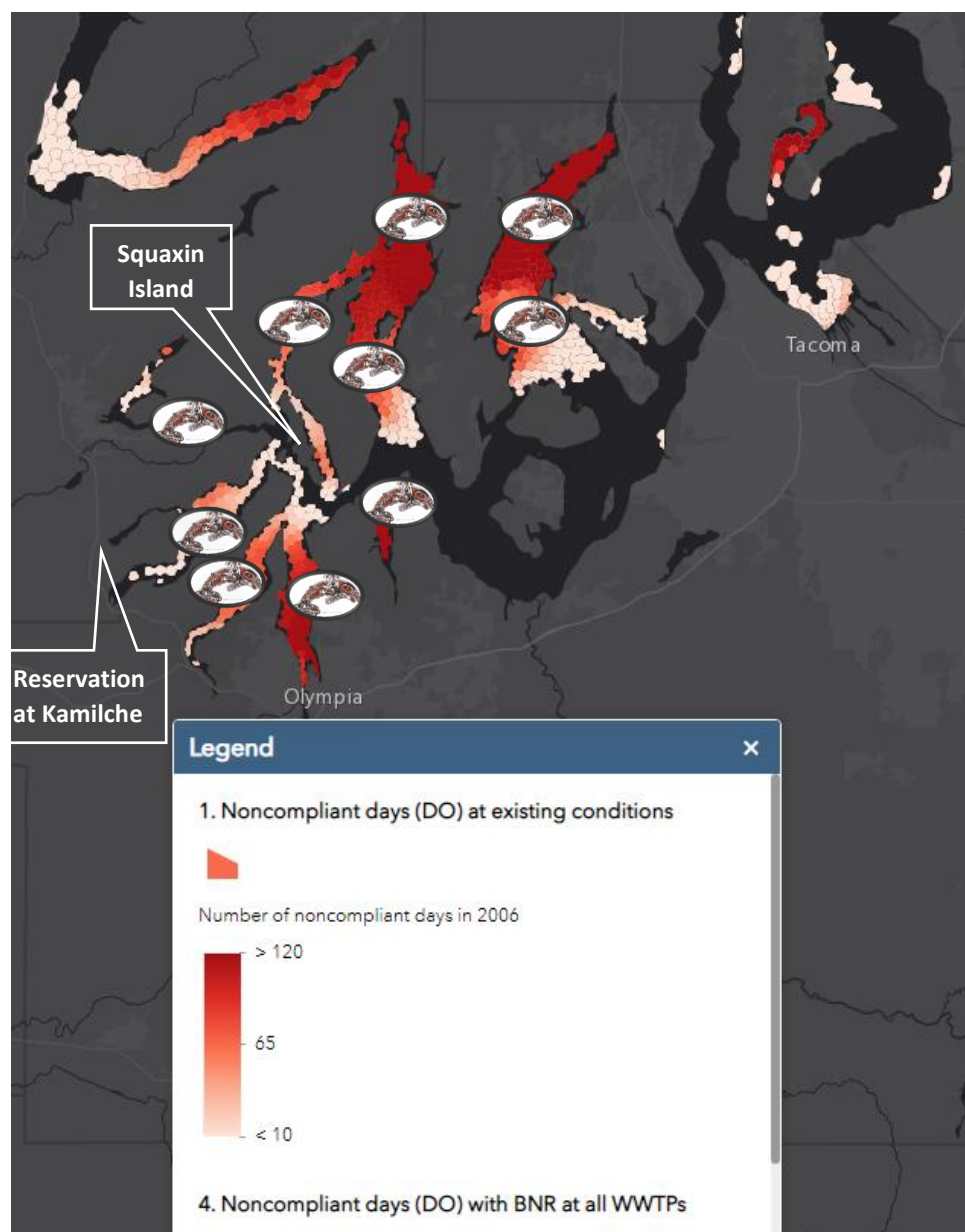 Squaxin
Island
Tacoma
Reservation
at Kamilche
Olympia
Legend
×
1. Noncompliant days (DO) at existing conditions
Number of noncompliant days in 2006
> 120
65
< 10
4. Noncompliant days (DO) with BNR at all WWTPs